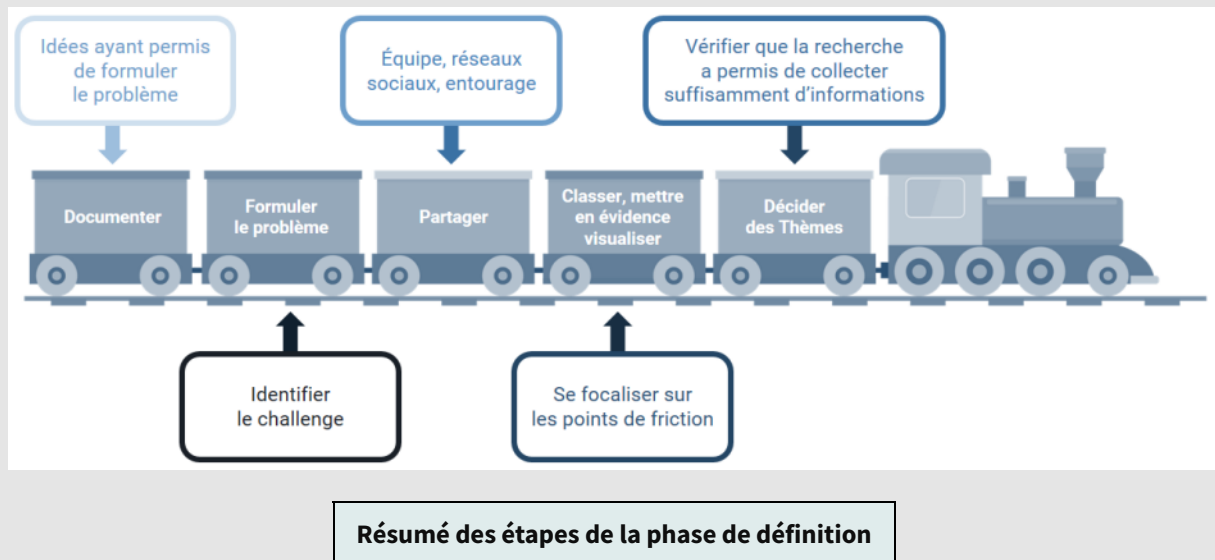 Idées ayant permis
de formuler
le problème
Équipe, réseaux
sociaux, entourage
Vérifier que la recherche
a permis de collecter
suffisamment d'informations
Documenter
Formuler
le problème
Partager
Classer, mettre
en évidence
visualiser
Décider
des Thèmes
Identifier
le challenge
Se focaliser sur
les points de friction
Résumé des étapes de la phase de définition